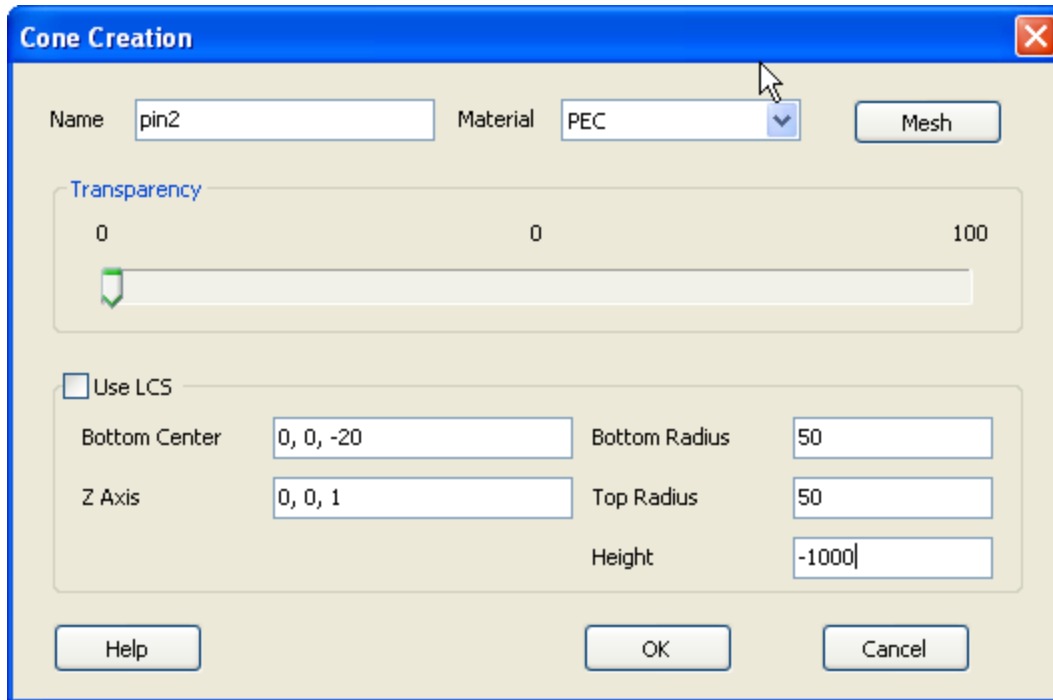 Cone Creation
Name pin2 Material PEC Mesh
Transparency
0 0 100
Use LCS
Bottom Center 0, 0, -20 Bottom Radius 50
Z Axis 0, 0, 1 Top Radius 50
Height -1000
Help OK Cancel